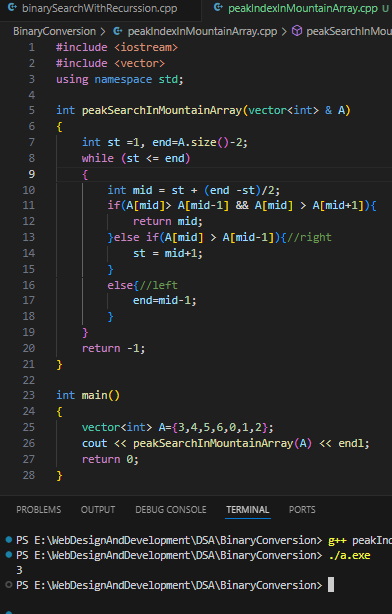 binarySearchWithRecurssion.cpp
peakIndexInMountainArray.cpp U
BinaryConversion > peakIndexInMountainArray.cpp > peakSearchInMou
1 #include <iostream>
2 #include <vector>
3 using namespace std;
4
5 int peakSearchInMountainArray(vector<int> & A)
6 {
7 int st =1, end=A.size()-2;
8 while (st <= end)
9 {
10 int mid = st + (end -st)/2;
11 if(A[mid]> A[mid-1] && A[mid] > A[mid+1]){
12 return mid;
13 }else if(A[mid] > A[mid-1]){//right
14 st = mid+1;
15 }
16 else{//left
17 end=mid-1;
18 }
19 }
20 return -1;
21 }
22
23 int main()
24 {
25 vector<int> A={3,4,5,6,0,1,2};
26 cout << peakSearchInMountainArray(A) << endl;
27 return 0;
28 }
PROBLEMS OUTPUT DEBUG CONSOLE TERMINAL PORTS
PS E:\WebDesignAndDevelopment\DSA\BinaryConversion> g++ peakIn
PS E:\WebDesignAndDevelopment\DSA\BinaryConversion> ./a.exe
3
PS E:\WebDesignAndDevelopment\DSA\BinaryConversion>